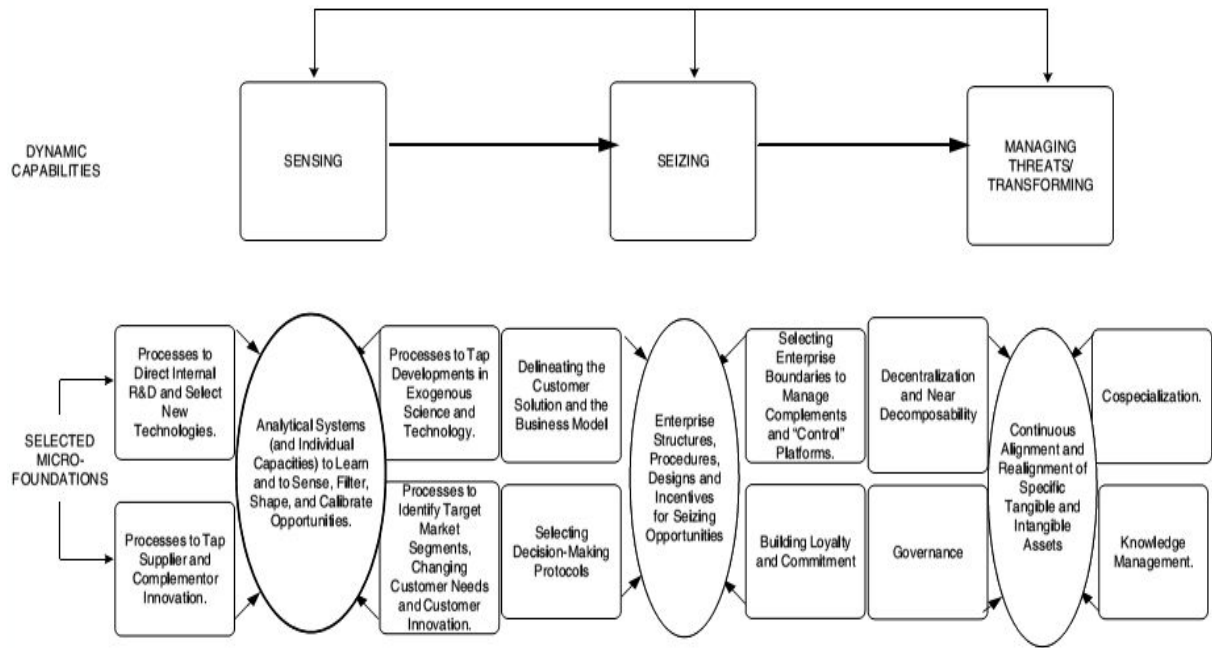 DYNAMIC
CAPABILITIES
SENSING
SEIZING
MANAGING
THREATS/
TRANSFORMING
SELECTED
MICRO-
FOUNDATIONS
Processes to
Direct Internal
R&D and Select
New
Technologies.
Processes to Tap
Supplier and
Complementor
Innovation.
Analytical Systems
(and Individual
Capacities) to Learn
and to Sense, Filter,
Shape, and Calibrate
Opportunities.
Processes to Tap
Developments in
Exogenous Science
and Technology.
Processes to
Identify Target
Market
Segments,
Changing
Customer Needs
and Customer
Innovation.
Delineating the
Customer
Solution and the
Business Model
Selecting
Decision-Making
Protocols
Enterprise
Structures,
Procedures,
Designs and
Incentives
for Seizing
Opportunities
Selecting
Enterprise
Boundaries to
Manage
Complements
and “Control”
Platforms.
Building Loyalty
and Commitment
Decentralization
and Near
Decomposability
Governance
Continuous
Alignment and
Realignment of
Specific
Tangible and
Intangible
Assets
Cospecialization.
Knowledge
Management.